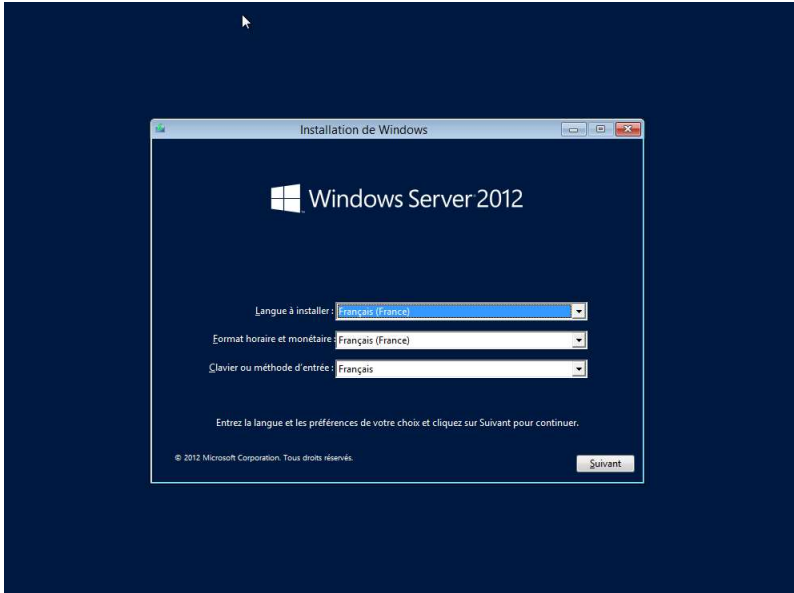 Installation de Windows
Windows Server 2012
Langue à installer : Français (France)
Format horaire et monétaire : Français (France)
Clavier ou méthode d'entrée : Français
Entrez la langue et les préférences de votre choix et cliquez sur Suivant pour continuer.
© 2012 Microsoft Corporation. Tous droits réservés.
Suivant